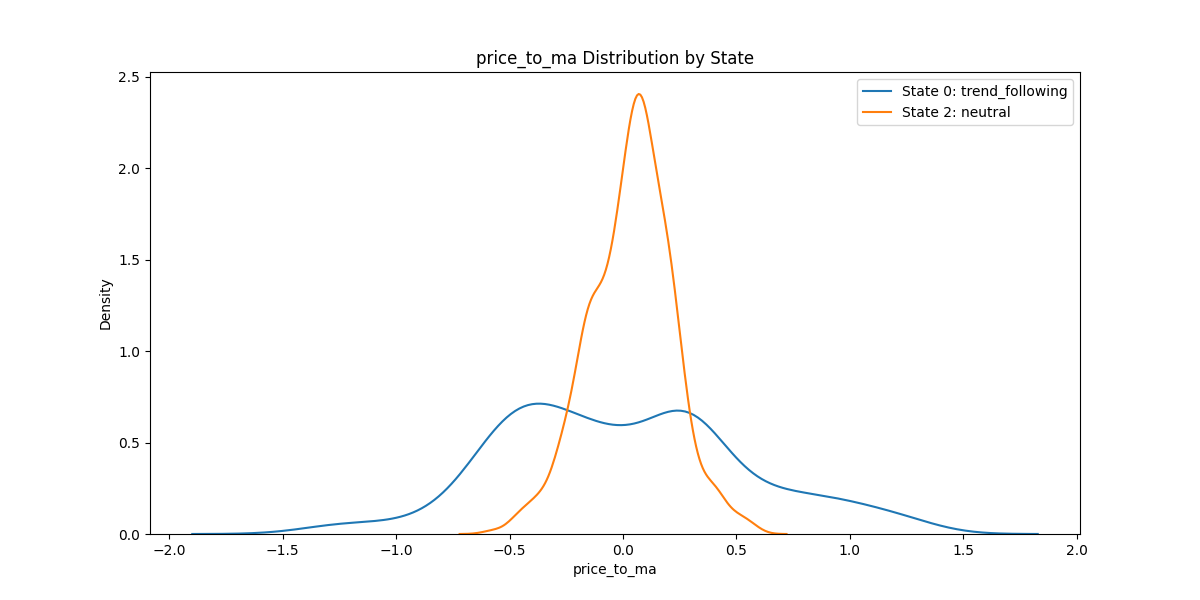 price_to_ma Distribution by State
State 0: trend_following
State 2: neutral
Density
2.5
2.0
1.5
1.0
0.5
0.0
−2.0 −1.5 −1.0 −0.5 0.0 0.5 1.0 1.5 2.0
price_to_ma